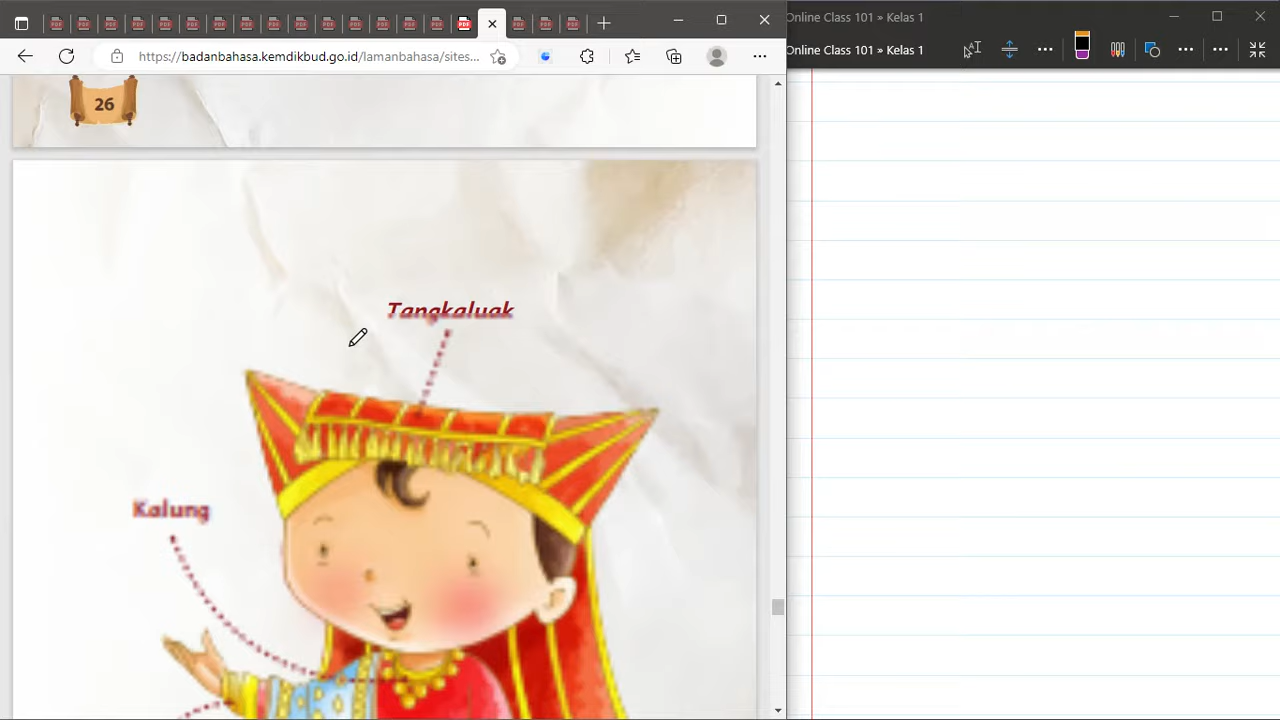 Online Class 101 » Kelas 1
https://badanbahasa.kemdikbud.go.id/lamanbahasa/sites...
Online Class 101 » Kelas 1
26
Tangkaluak
Kalung